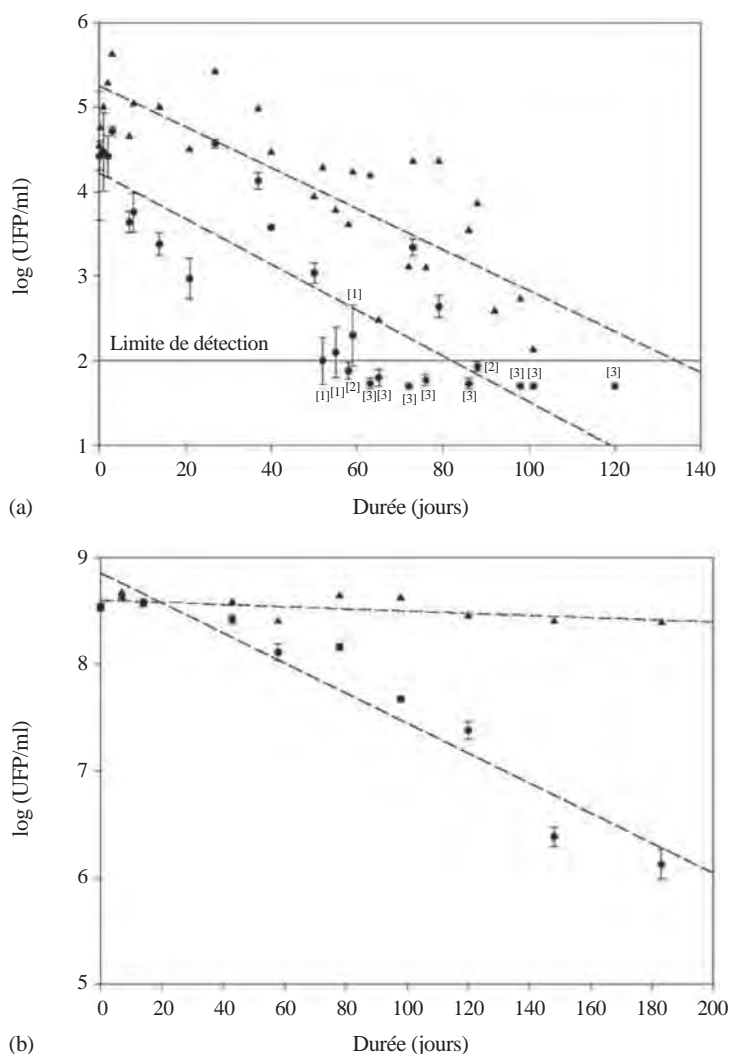 6
5
4
3
2
1
log (UFP/ml)
Limite de détection
[1]
[1] [1] [2] [3] [3] [3] [3] [3] [2] [3] [3] [3]
0 20 40 60 80 100 120 140
(a) Durée (jours)
9
8
7
6
5
log (UFP/ml)
0 20 40 60 80 100 120 140 160 180 200
(b) Durée (jours)